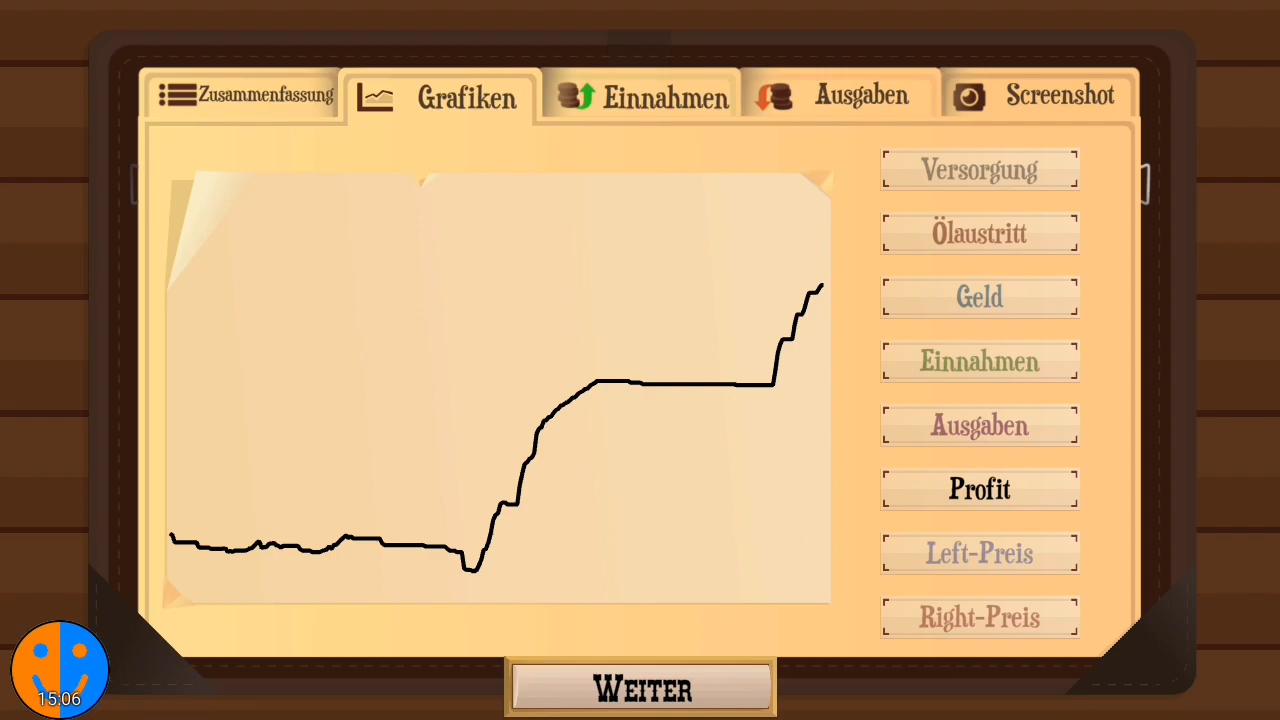 Zusammenfassung
Grafiken
Einnahmen
Ausgaben
Screenshot
Versorgung
Ölaustritt
Geld
Einnahmen
Ausgaben
Profit
Left-Preis
Right-Preis
Weiter
15:06